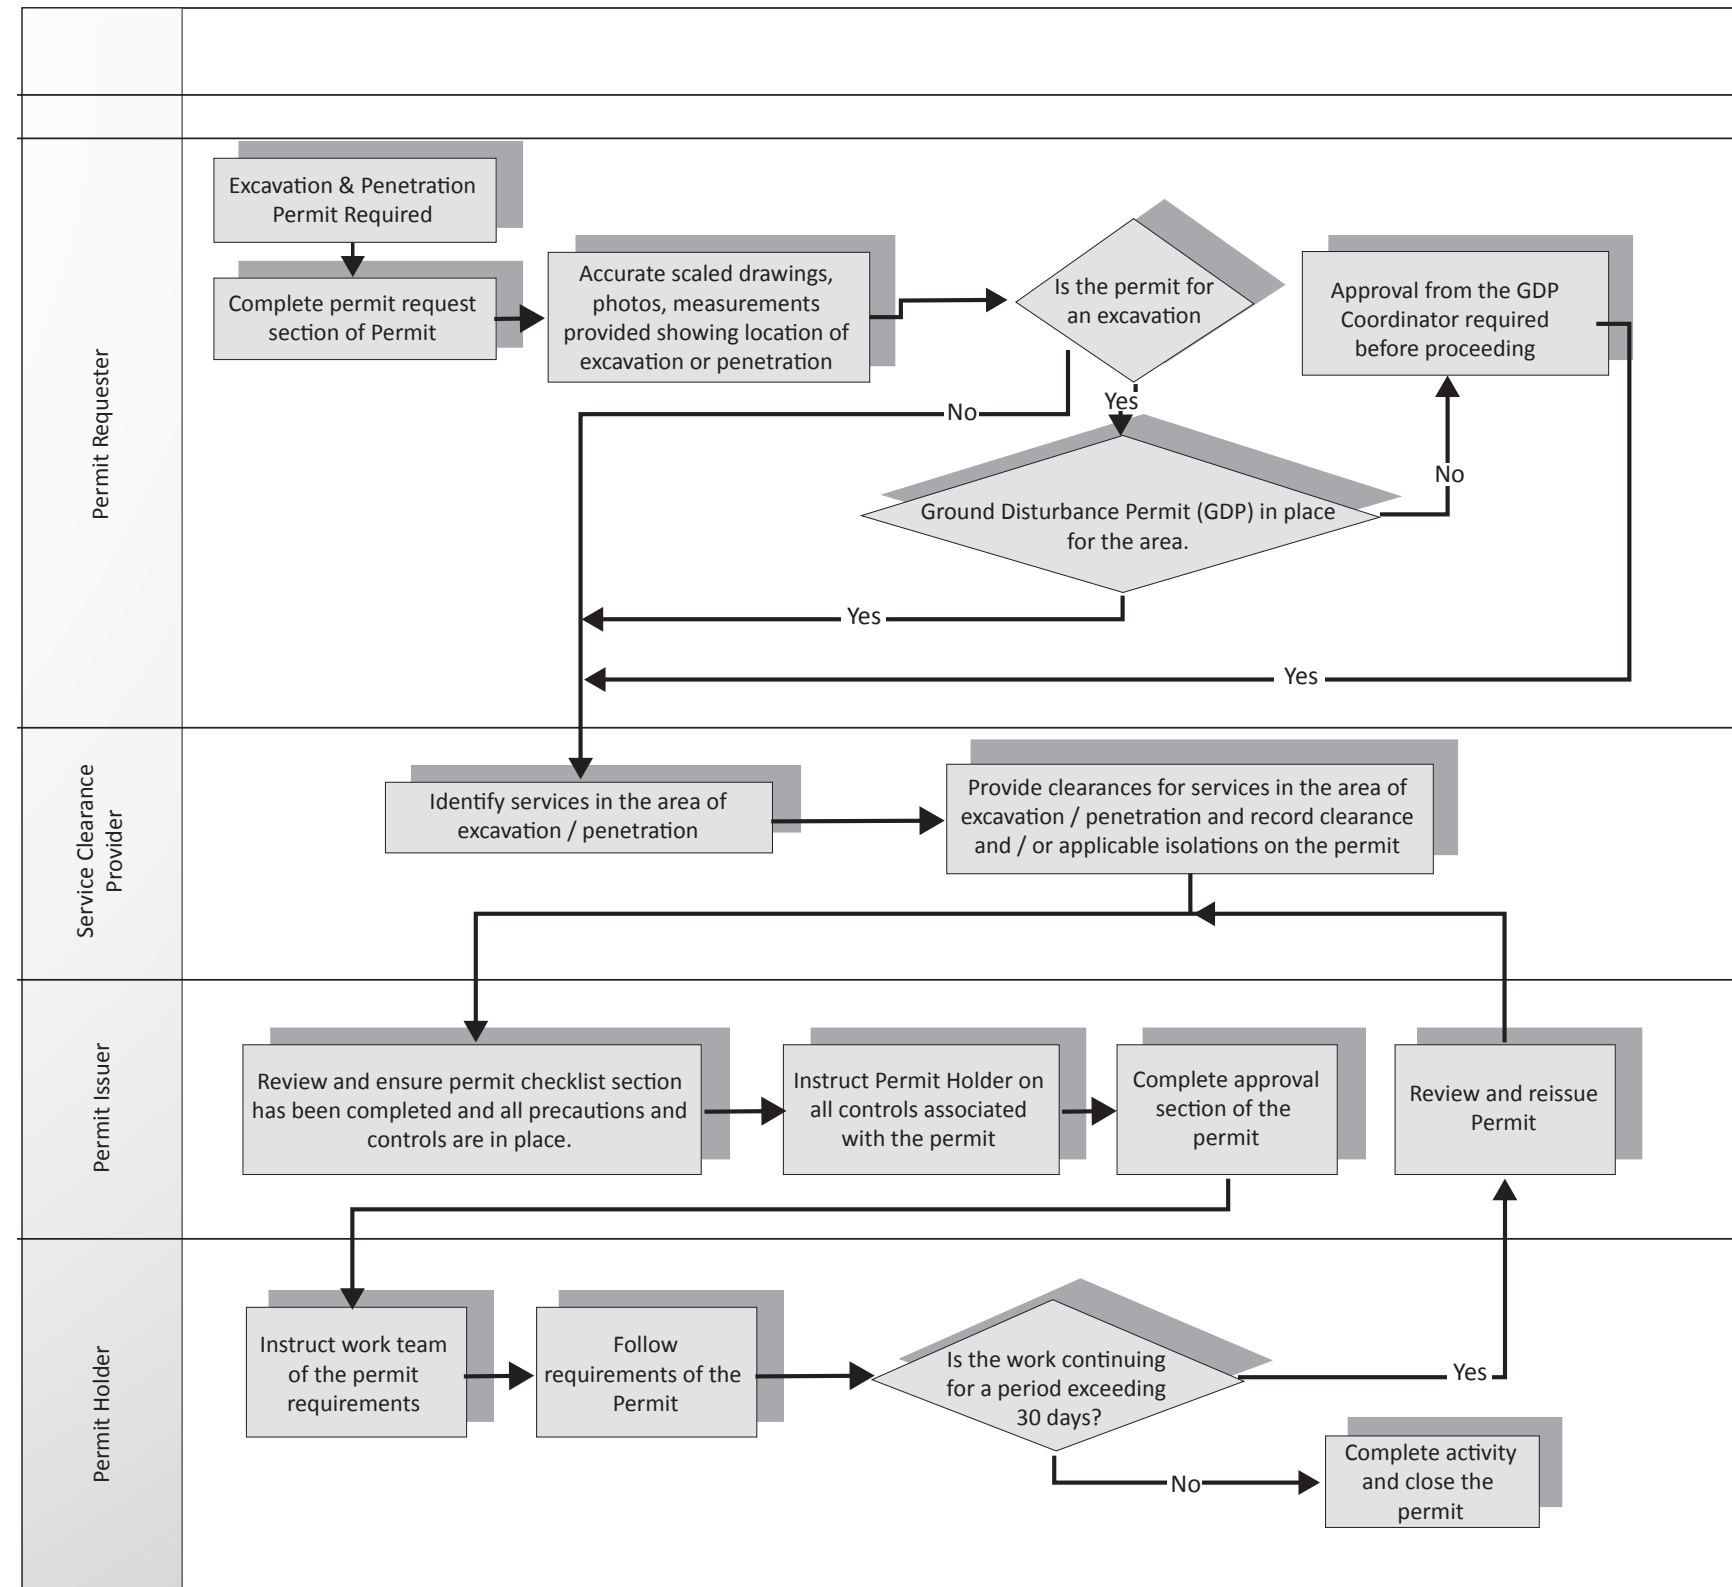 Permit Requester
Excavation & Penetration
Permit Required
Complete permit request
section of Permit
Accurate scaled drawings,
photos, measurements
provided showing location of
excavation or penetration
Is the permit for
an excavation
Approval from the GDP
Coordinator required
before proceeding
No
Yes
Ground Disturbance Permit (GDP) in place
for the area.
No
Yes
Yes
Service Clearance
Provider
Identify services in the area of
excavation / penetration
Provide clearances for services in the area of
excavation / penetration and record clearance
and / or applicable isolations on the permit
Permit Issuer
Review and ensure permit checklist section
has been completed and all precautions and
controls are in place.
Instruct Permit Holder on
all controls associated
with the permit
Complete approval
section of the
permit
Review and reissue
Permit
Permit Holder
Instruct work team
of the permit
requirements
Follow
requirements of the
Permit
Is the work continuing
for a period exceeding
30 days?
Yes
No
Complete activity
and close the
permit